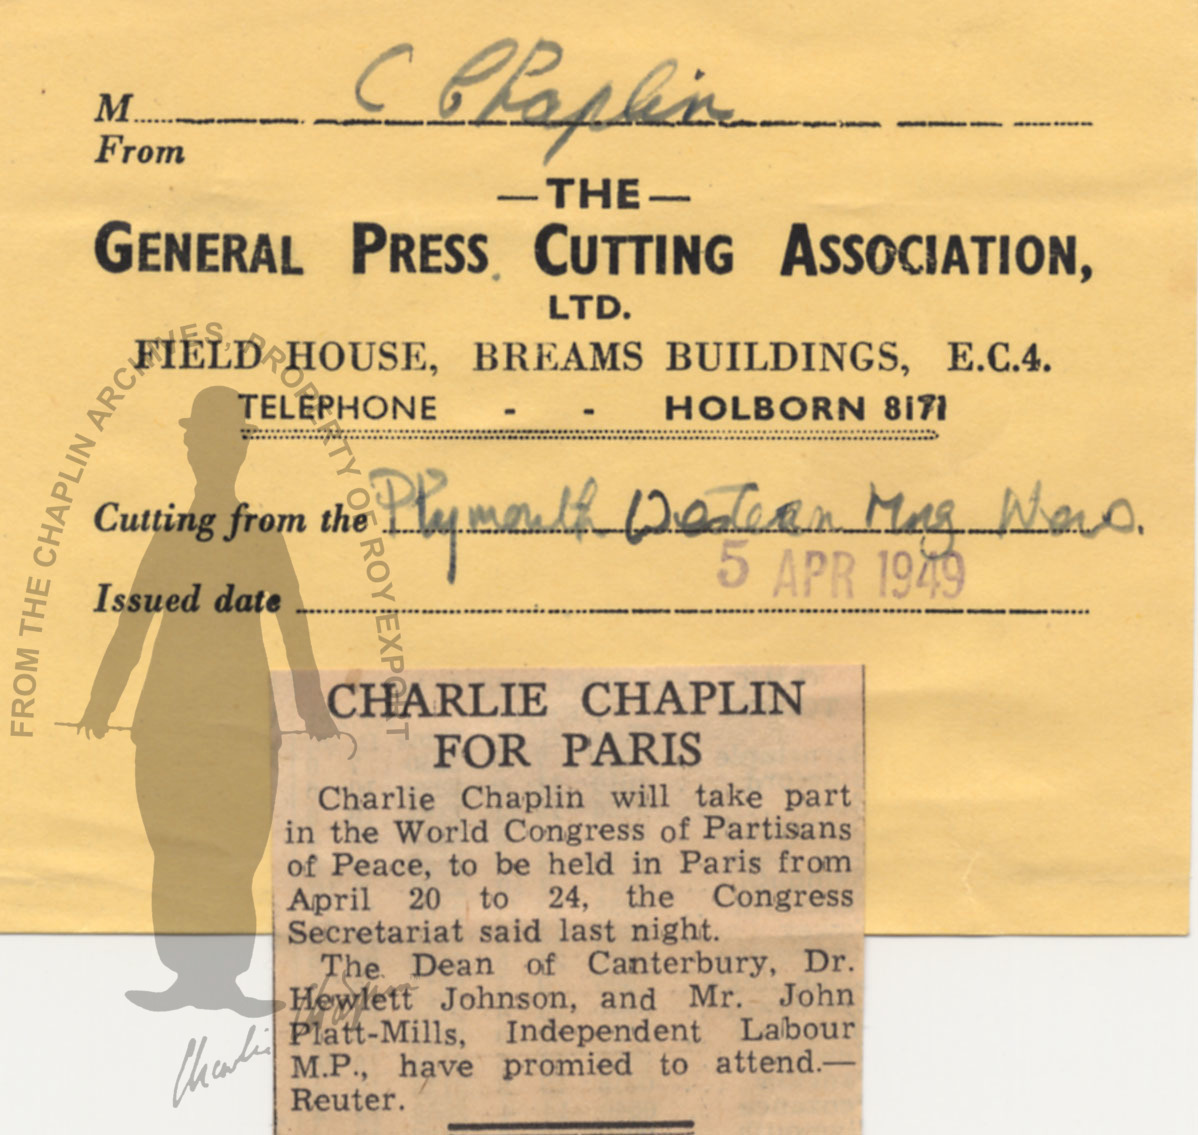 M C Chaplin
From
—THE—
GENERAL PRESS CUTTING ASSOCIATION,
LTD.
FIELD HOUSE, BREAMS BUILDINGS, E.C.4.
TELEPHONE - - HOLBORN 8171
Cutting from the Plymouth Western Mng News.
5 APR 1949
Issued date
CHARLIE CHAPLIN
FOR PARIS
Charlie Chaplin will take part
in the World Congress of Partisans
of Peace, to be held in Paris from
April 20 to 24, the Congress
Secretariat said last night.
The Dean of Canterbury, Dr.
Hewlett Johnson, and Mr. John
Platt-Mills, Independent Labour
M.P., have promied to attend.—
Reuter.
FROM THE CHAPLIN ARCHIVES, PROPERTY OF ROY EXPORT
Charlie Chaplin